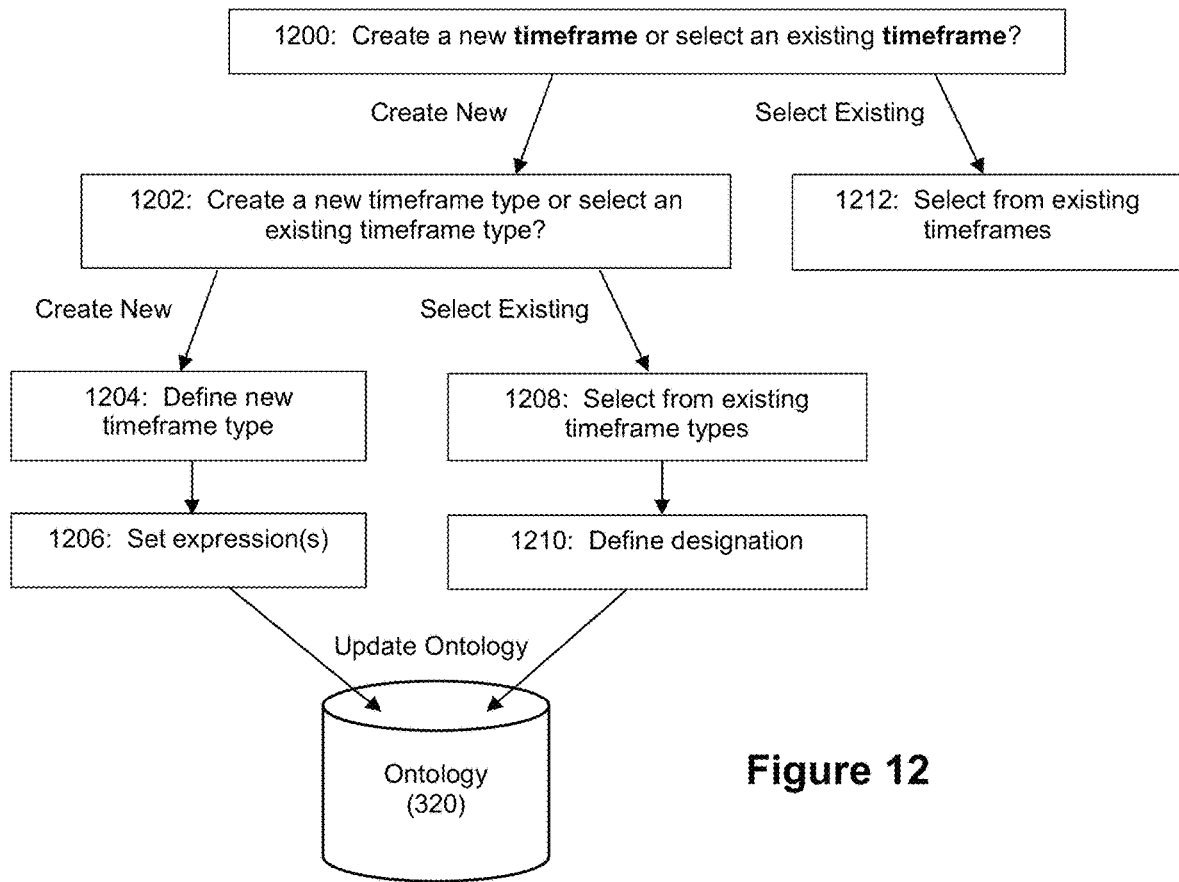 1200: Create a new timeframe or select an existing timeframe?
Create New
Select Existing
1202: Create a new timeframe type or select an
existing timeframe type?
1212: Select from existing
timeframes
Create New
Select Existing
1204: Define new
timeframe type
1208: Select from existing
timeframe types
1206: Set expression(s)
1210: Define designation
Update Ontology
Ontology
(320)
Figure 12